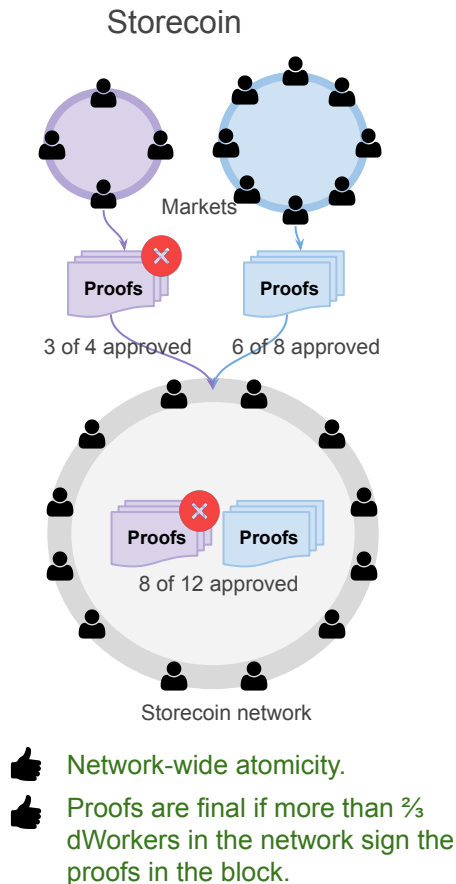 Storecoin
Markets
Proofs
Proofs
3 of 4 approved
6 of 8 approved
Proofs
Proofs
8 of 12 approved
Storecoin network
Network-wide atomicity.
Proofs are final if more than ⅔
dWorkers in the network sign the
proofs in the block.